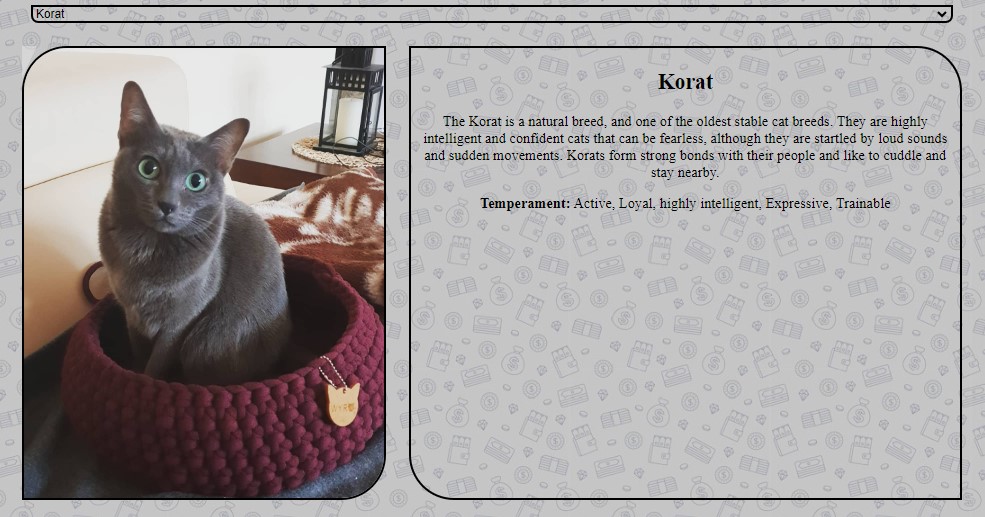 Korat
Korat
The Korat is a natural breed, and one of the oldest stable cat breeds. They are highly
intelligent and confident cats that can be fearless, although they are startled by loud sounds
and sudden movements. Korats form strong bonds with their people and like to cuddle and
stay nearby.
Temperament: Active, Loyal, highly intelligent, Expressive, Trainable